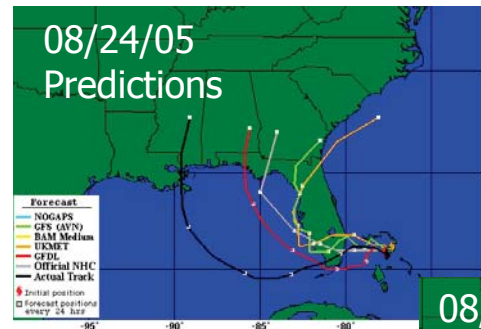 08/24/05
Predictions
Forecast
NOGAPS
GFS (AVN)
BAM Medium
UKMET
GFDL
Official NHC
Actual Track
Initial position
Forecast positions
every 24 hrs
-95°
-90°
-85°
-80°
08/